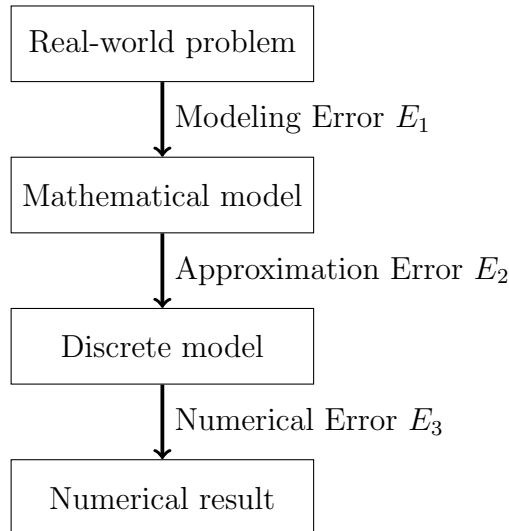 Real-world problem
Modeling Error E₁
Mathematical model
Approximation Error E₂
Discrete model
Numerical Error E₃
Numerical result